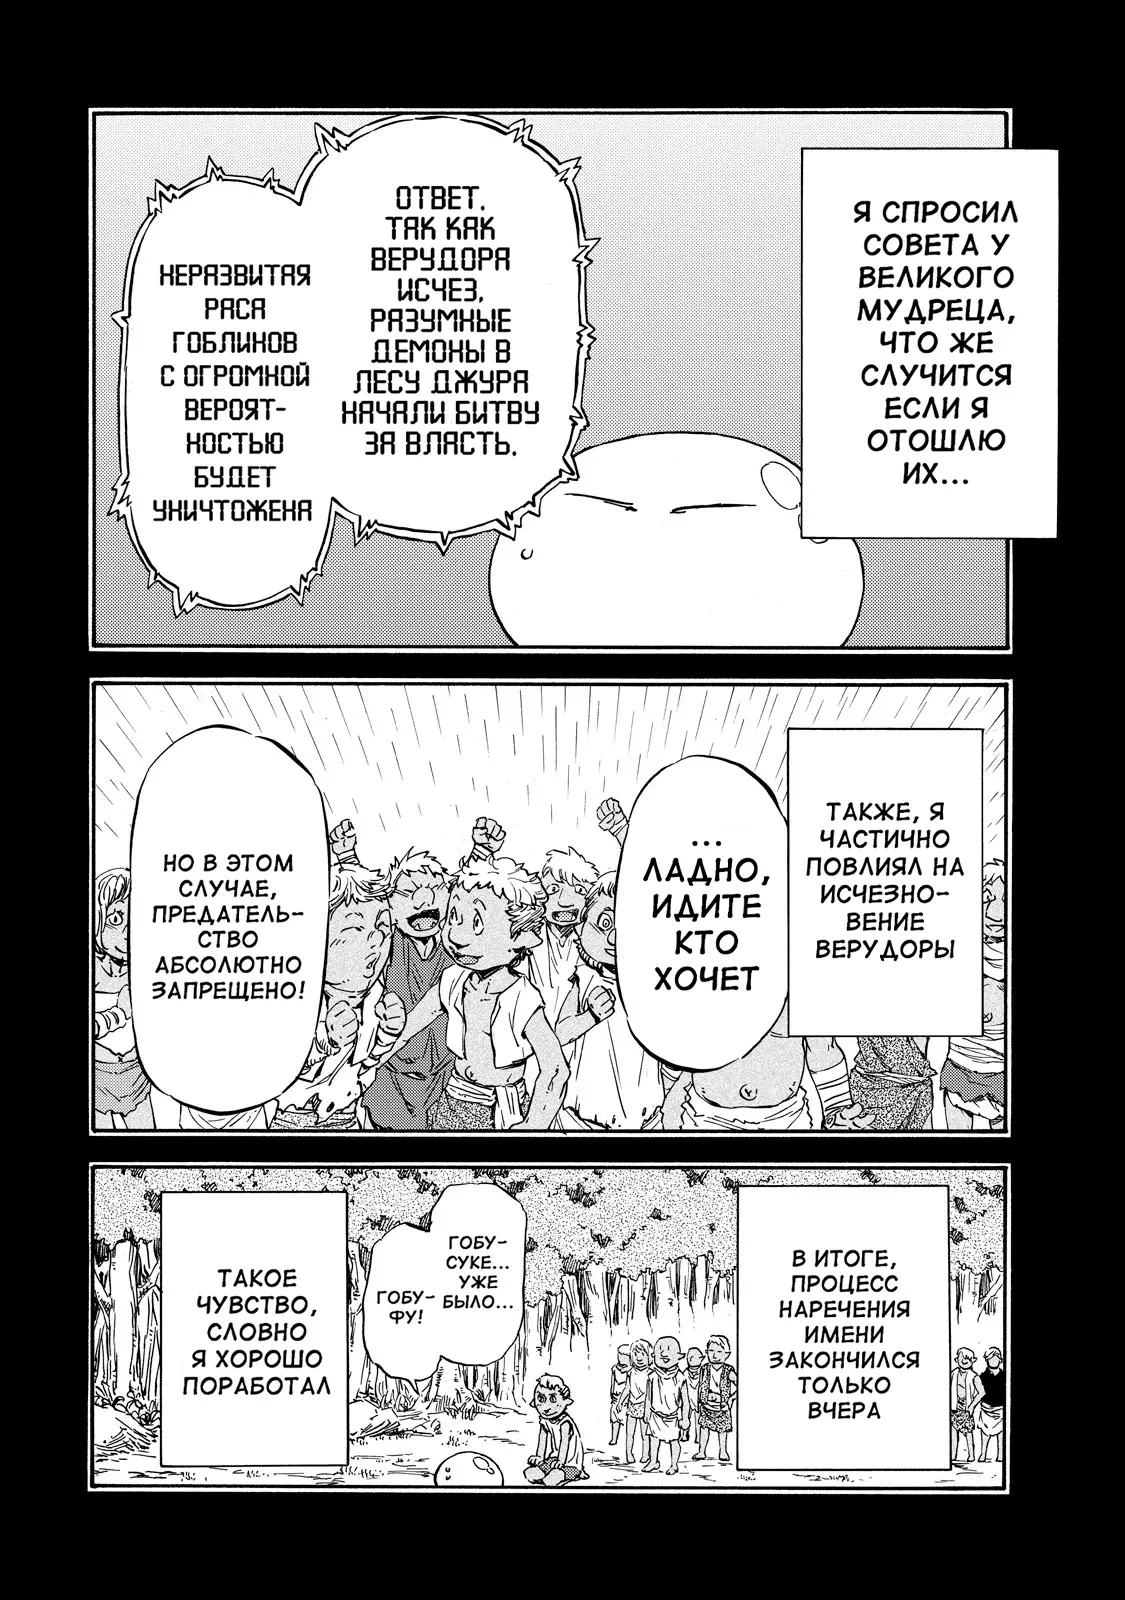 Я СПРОСИЛ
СОВЕТА У
ВЕЛИКОГО
МУДРЕЦА,
ЧТО ЖЕ
СЛУЧИТСЯ
ЕСЛИ Я
ОТОШЛЮ
ИХ...
ОТВЕТ.
ТАК КАК
ВЕРУДОРА
ИСЧЕЗ,
РАЗУМНЫЕ
ДЕМОНЫ В
ЛЕСУ ДЖУРА
НАЧАЛИ БИТВУ
ЗА ВЛАСТЬ.
НЕРАЗВИТАЯ
РАСА
ГОБЛИНОВ
С ОГРОМНОЙ
ВЕРОЯТ-
НОСТЬЮ
БУДЕТ
УНИЧТОЖЕНА
ТАКЖЕ, Я
ЧАСТИЧНО
ПОВЛИЯЛ НА
ИСЧЕЗНО-
ВЕНИЕ
ВЕРУДОРЫ
...
ЛАДНО,
ИДИТЕ
КТО
ХОЧЕТ
НО В ЭТОМ
СЛУЧАЕ,
ПРЕДАТЕЛЬ-
СТВО
АБСОЛЮТНО
ЗАПРЕЩЕНО!
В ИТОГЕ,
ПРОЦЕСС
НАРЕЧЕНИЯ
ИМЕНИ
ЗАКОНЧИЛСЯ
ТОЛЬКО
ВЧЕРА
ГОБУ-
СУКЕ...
УЖЕ
БЫЛО...
ГОБУ-
ФУ!
ТАКОЕ
ЧУВСТВО,
СЛОВНО
Я ХОРОШО
ПОРАБОТАЛ